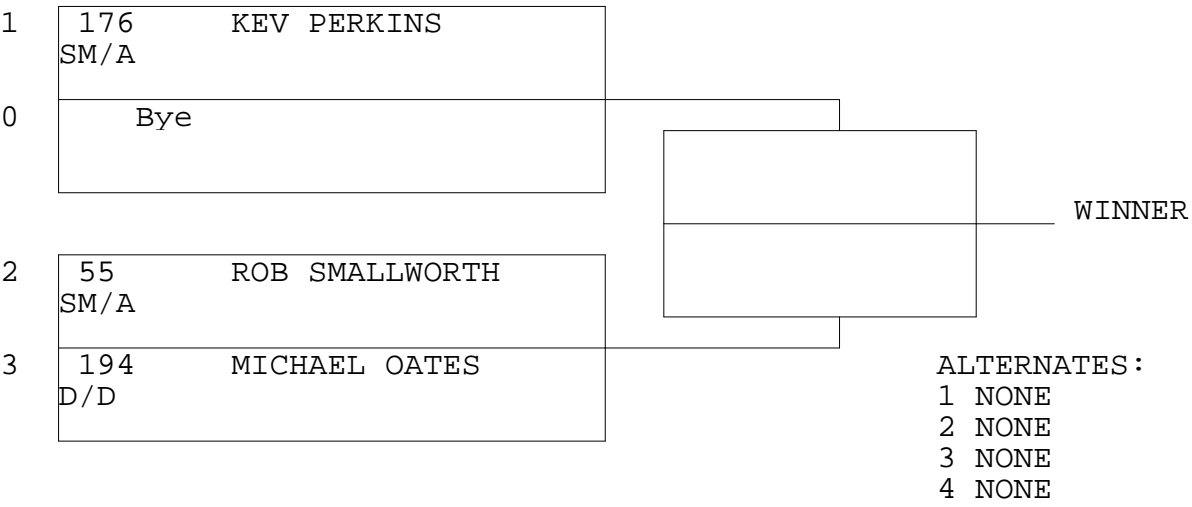 1 176 KEV PERKINS
SM/A
0 Bye
WINNER
2 55 ROB SMALLWORTH
SM/A
3 194 MICHAEL OATES
D/D
ALTERNATES:
1 NONE
2 NONE
3 NONE
4 NONE